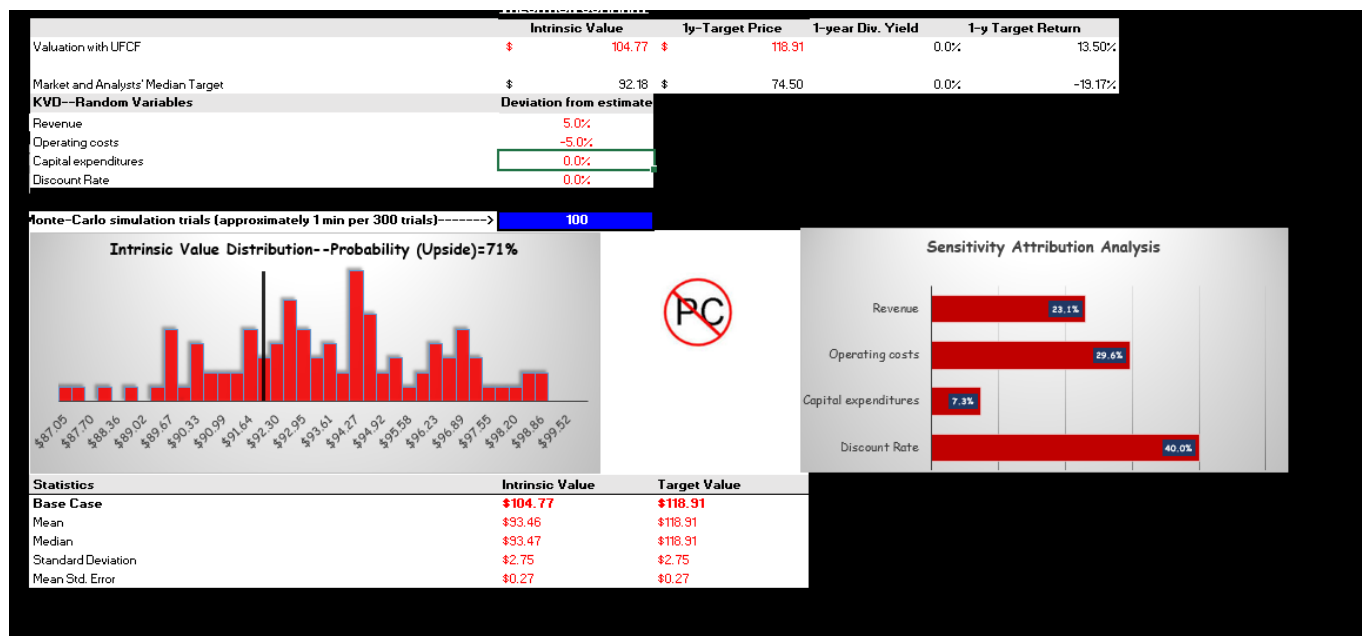 Intrinsic Value 1y-Target Price 1-year Div. Yield 1-y Target Return
Valuation with UFCF $ 104.77 $ 118.91 0.0% 13.50%
Market and Analysts' Median Target $ 92.18 $ 74.50 0.0% -19.17%
KVD--Random Variables Deviation from estimate
Revenue 5.0%
Operating costs -5.0%
Capital expenditures 0.0%
Discount Rate 0.0%
Monte-Carlo simulation trials (approximately 1 min per 300 trials)-------> 100
Intrinsic Value Distribution--Probability (Upside)=71%
$87.05 $87.70 $88.36 $89.02 $89.67 $90.33 $90.99 $91.64 $92.30 $92.95 $93.61 $94.27 $94.92 $95.58 $96.23 $96.89 $97.55 $98.20 $98.86 $99.52
PC
Sensitivity Attribution Analysis
Revenue 23.1%
Operating costs 29.6%
Capital expenditures 7.3%
Discount Rate 40.0%
Statistics Intrinsic Value Target Value
Base Case $104.77 $118.91
Mean $93.46 $118.91
Median $93.47 $118.91
Standard Deviation $2.75 $2.75
Mean Std. Error $0.27 $0.27